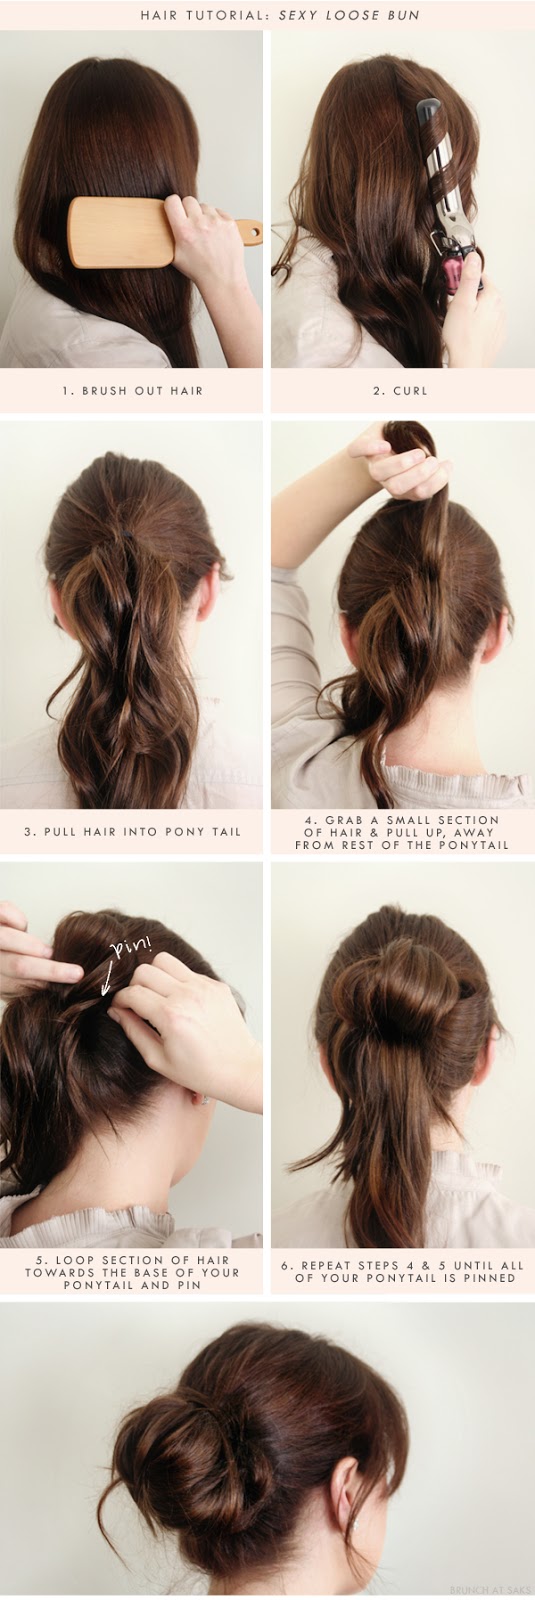 HAIR TUTORIAL: SEXY LOOSE BUN
1. BRUSH OUT HAIR
2. CURL
3. PULL HAIR INTO PONY TAIL
4. GRAB A SMALL SECTION
OF HAIR & PULL UP, AWAY
FROM REST OF THE PONYTAIL
pin!
5. LOOP SECTION OF HAIR
TOWARDS THE BASE OF YOUR
PONYTAIL AND PIN
6. REPEAT STEPS 4 & 5 UNTIL ALL
OF YOUR PONYTAIL IS PINNED
BRUNCH AT SAKS